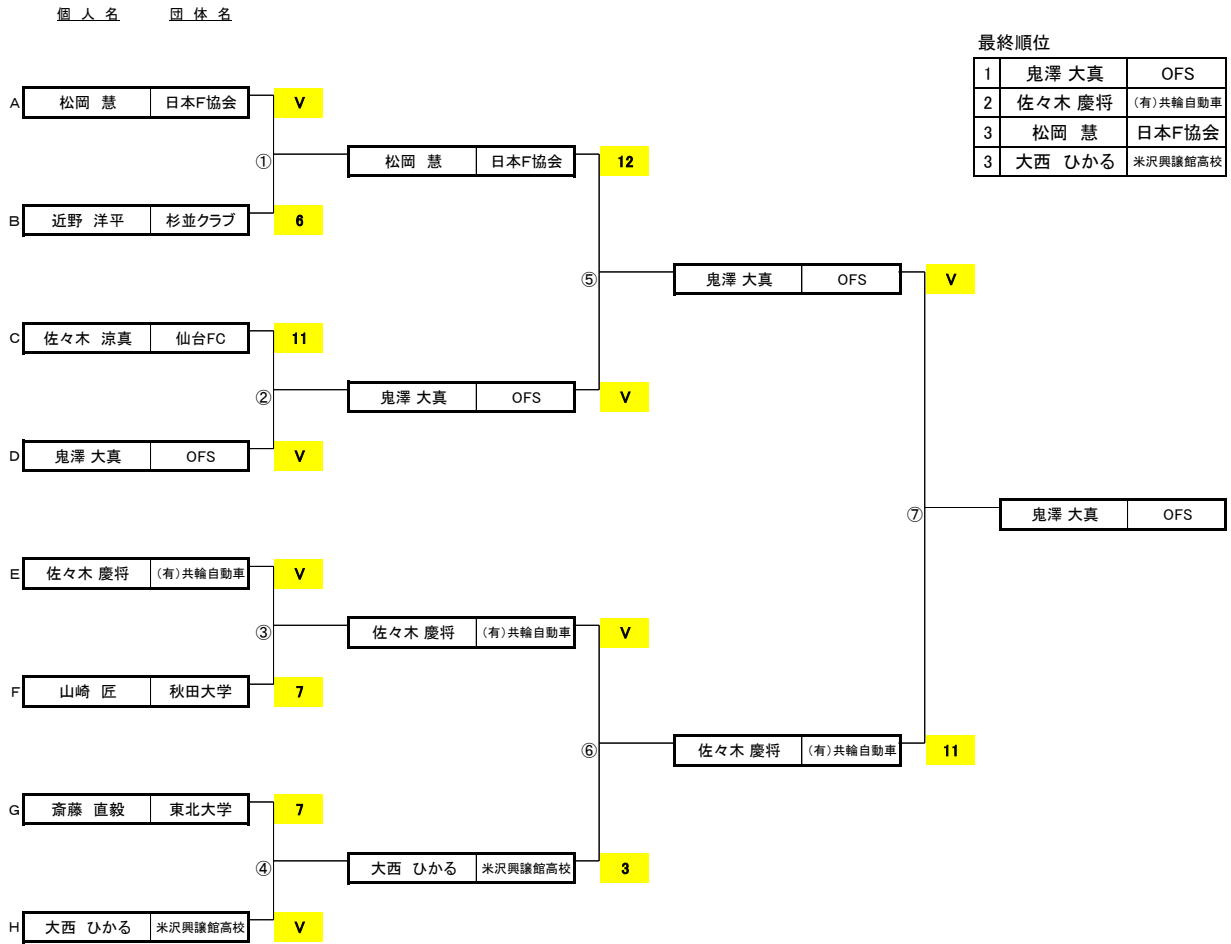 個 人 名 団 体 名
最終順位
1 鬼澤 大真 OFS
2 佐々木 慶将 (有)共輪自動車
3 松岡 慧 日本F協会
3 大西 ひかる 米沢興譲館高校
A 松岡 慧 日本F協会 V
① 松岡 慧 日本F協会 12
B 近野 洋平 杉並クラブ 6
⑤ 鬼澤 大真 OFS V
C 佐々木 涼真 仙台FC 11
② 鬼澤 大真 OFS V
D 鬼澤 大真 OFS V
⑦ 鬼澤 大真 OFS
E 佐々木 慶将 (有)共輪自動車 V
③ 佐々木 慶将 (有)共輪自動車 V
F 山崎 匠 秋田大学 7
⑥ 佐々木 慶将 (有)共輪自動車 11
G 斎藤 直毅 東北大学 7
④ 大西 ひかる 米沢興譲館高校 3
H 大西 ひかる 米沢興譲館高校 V